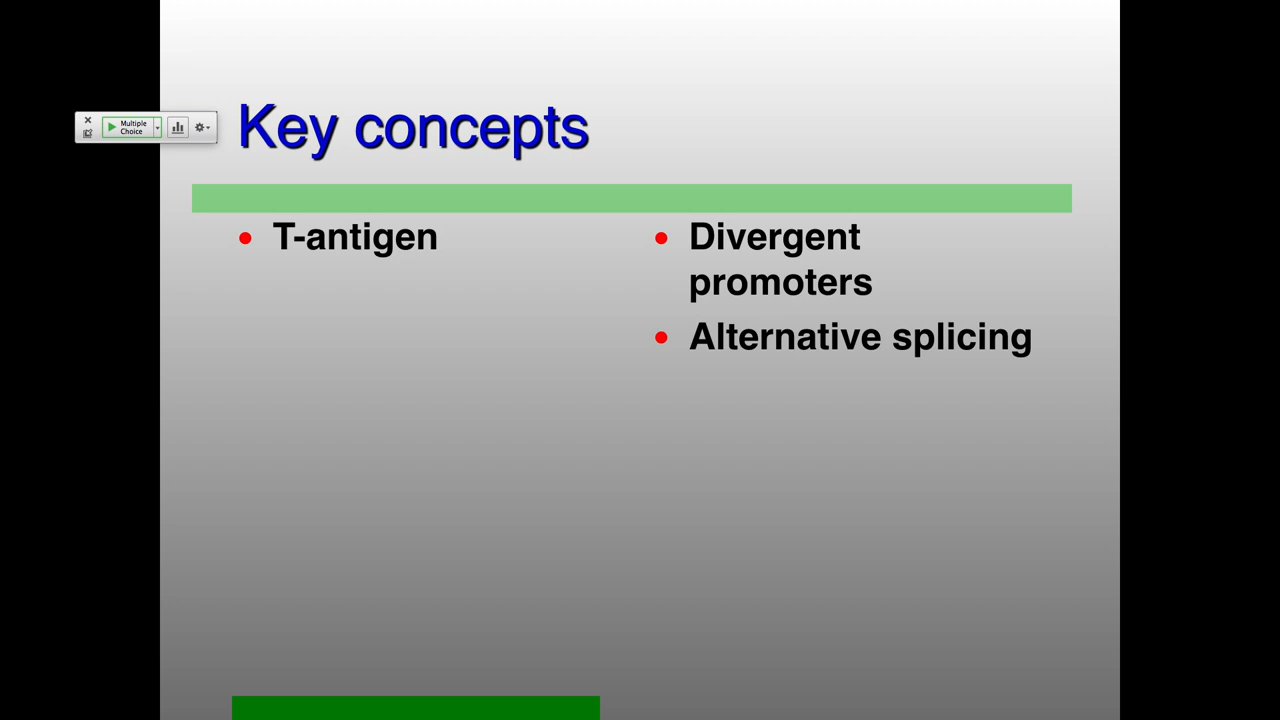 Multiple
Choice
Key concepts
T-antigen
Divergent
promoters
Alternative splicing